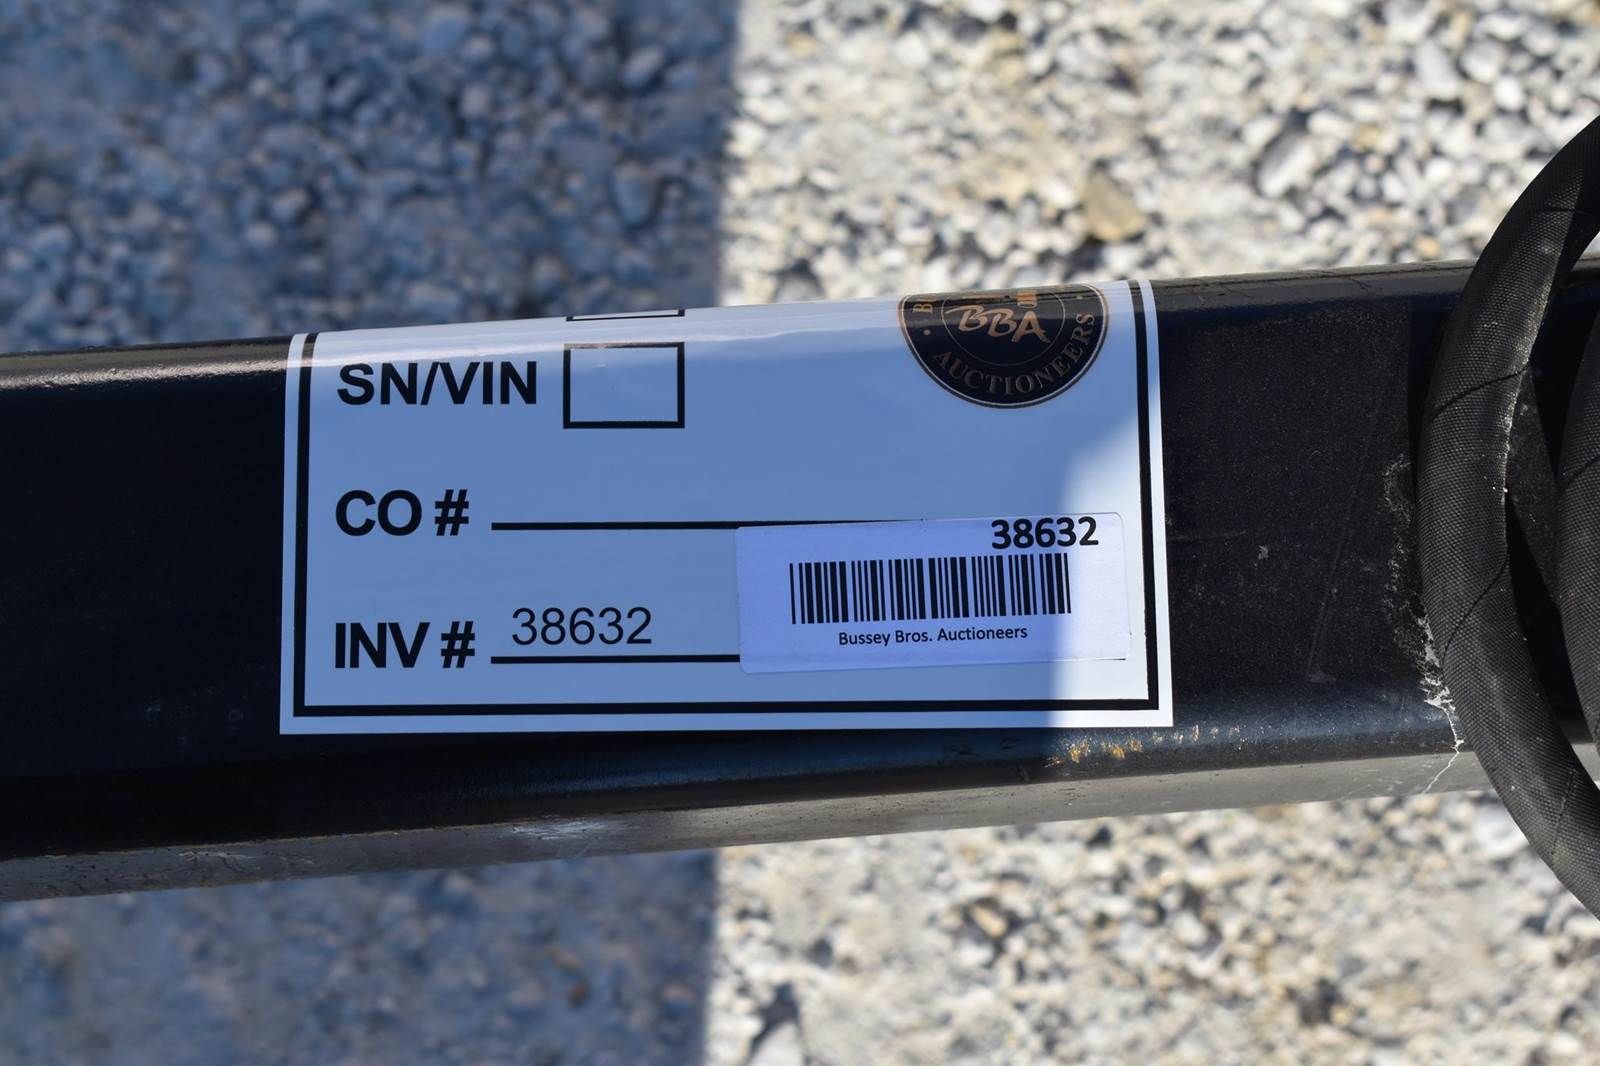 BBA
AUCTIONEERS
SN/VIN
CO #
38632
INV # 38632
Bussey Bros. Auctioneers